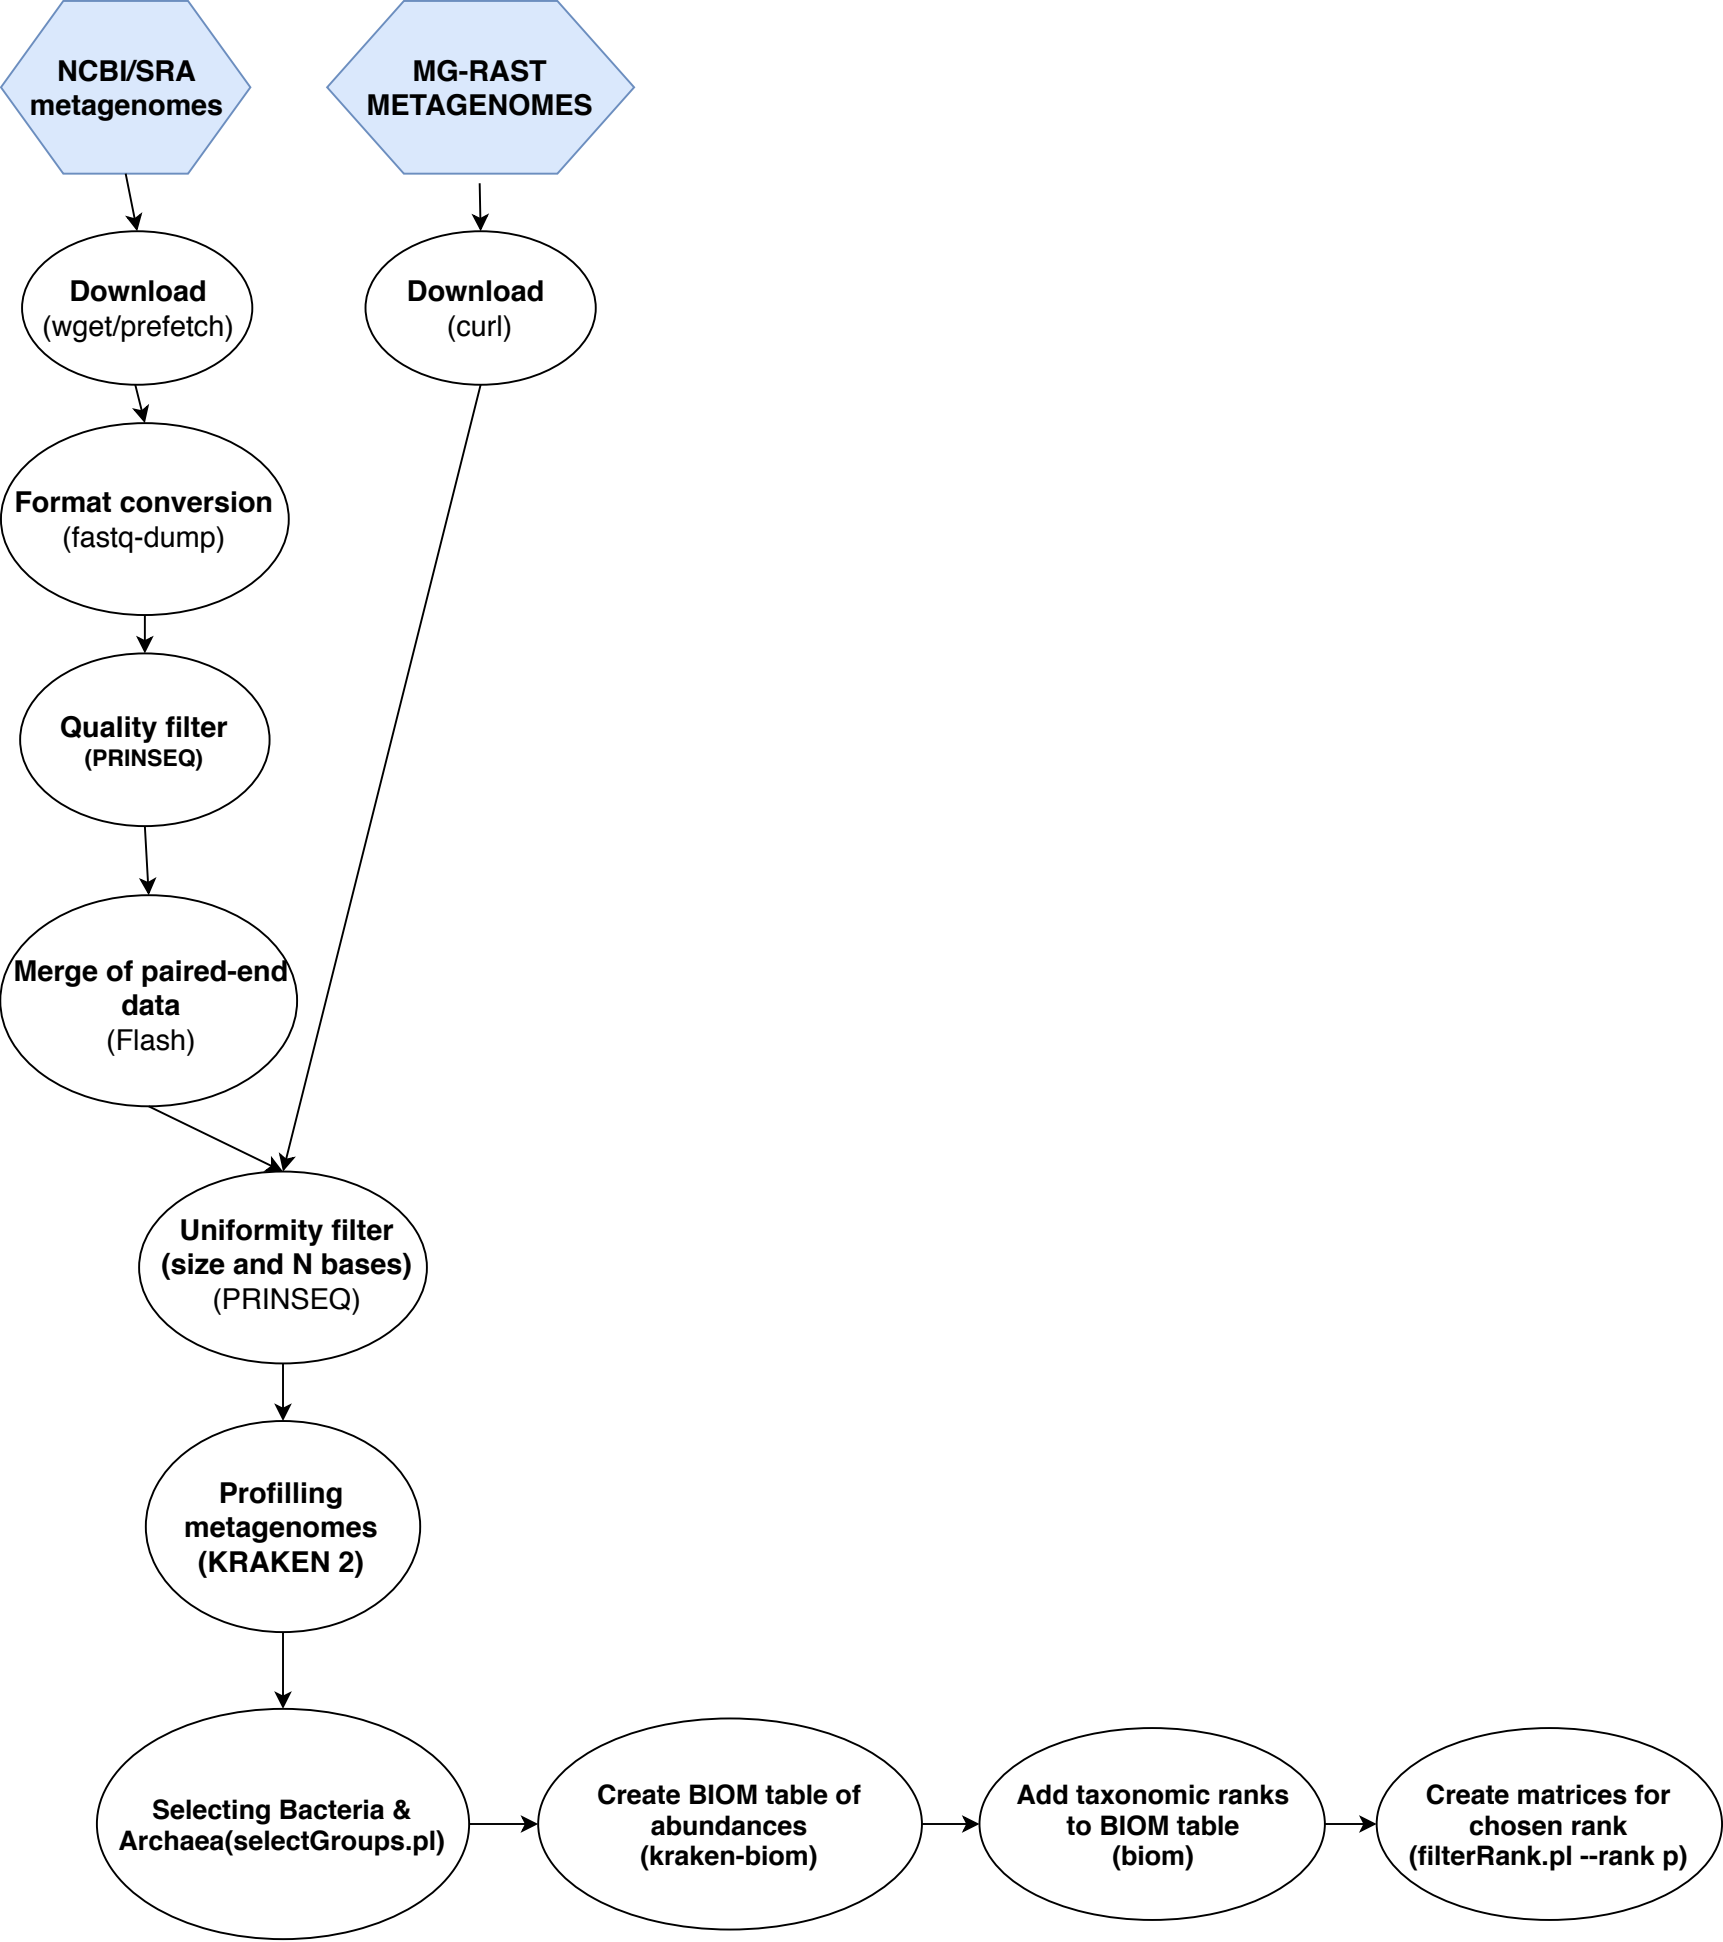 NCBI/SRA
metagenomes
MG-RAST
METAGENOMES
Download
(wget/prefetch)
Download
(curl)
Format conversion
(fastq-dump)
Quality filter
(PRINSEQ)
Merge of paired-end
data
(Flash)
Uniformity filter
(size and N bases)
(PRINSEQ)
Profilling
metagenomes
(KRAKEN 2)
Selecting Bacteria &
Archaea(selectGroups.pl)
Create BIOM table of
abundances
(kraken-biom)
Add taxonomic ranks
to BIOM table
(biom)
Create matrices for
chosen rank
(filterRank.pl --rank p)